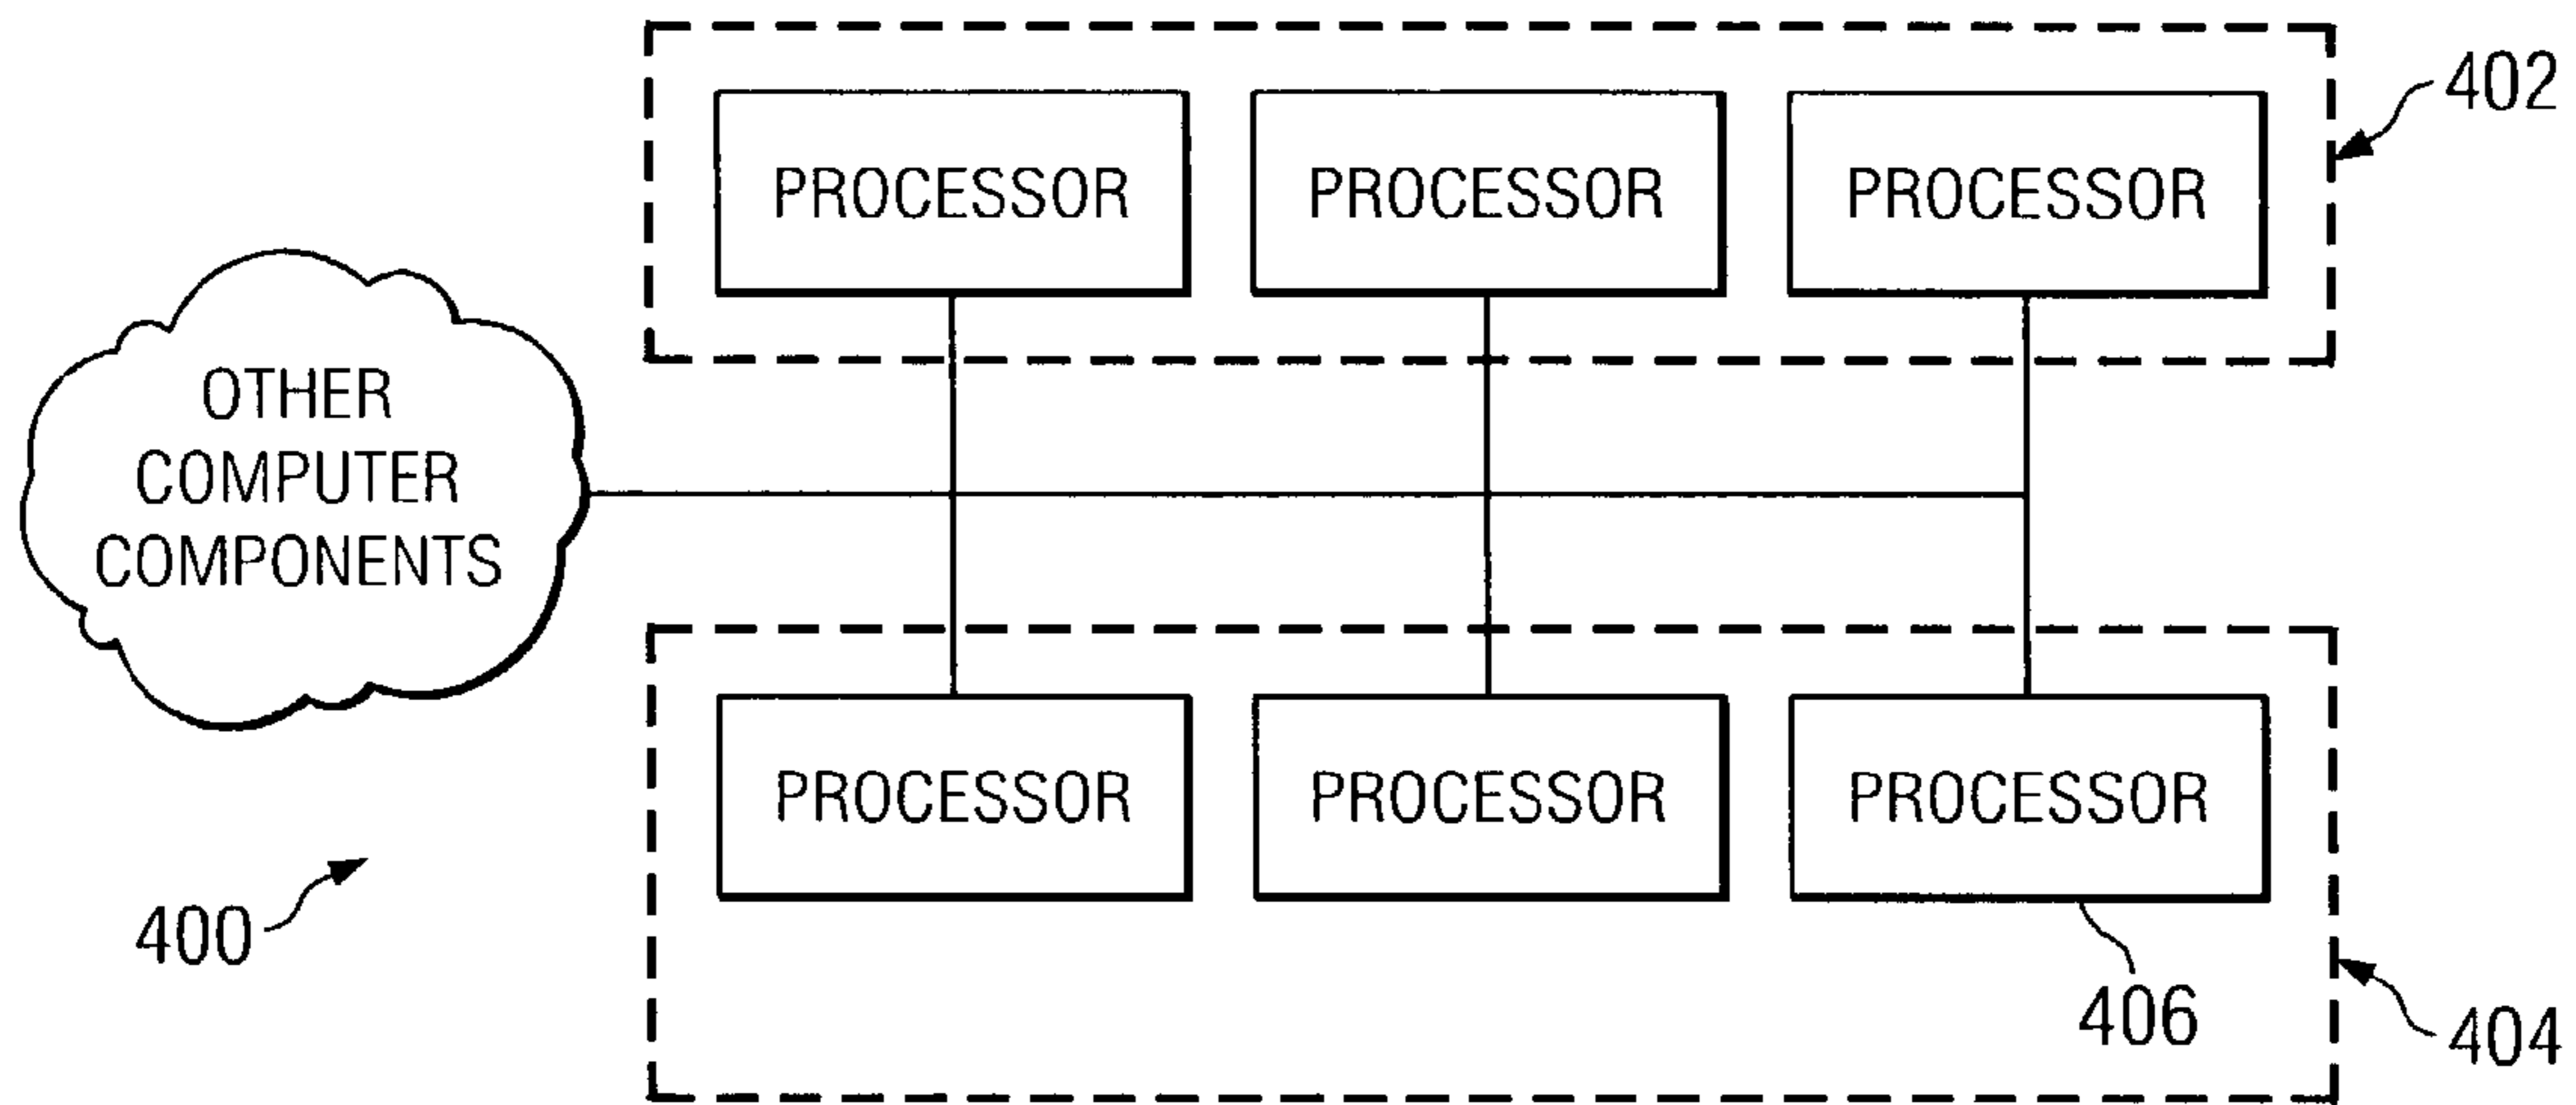 402
PROCESSOR
PROCESSOR
PROCESSOR
OTHER
COMPUTER
COMPONENTS
PROCESSOR
PROCESSOR
PROCESSOR
400
406
404